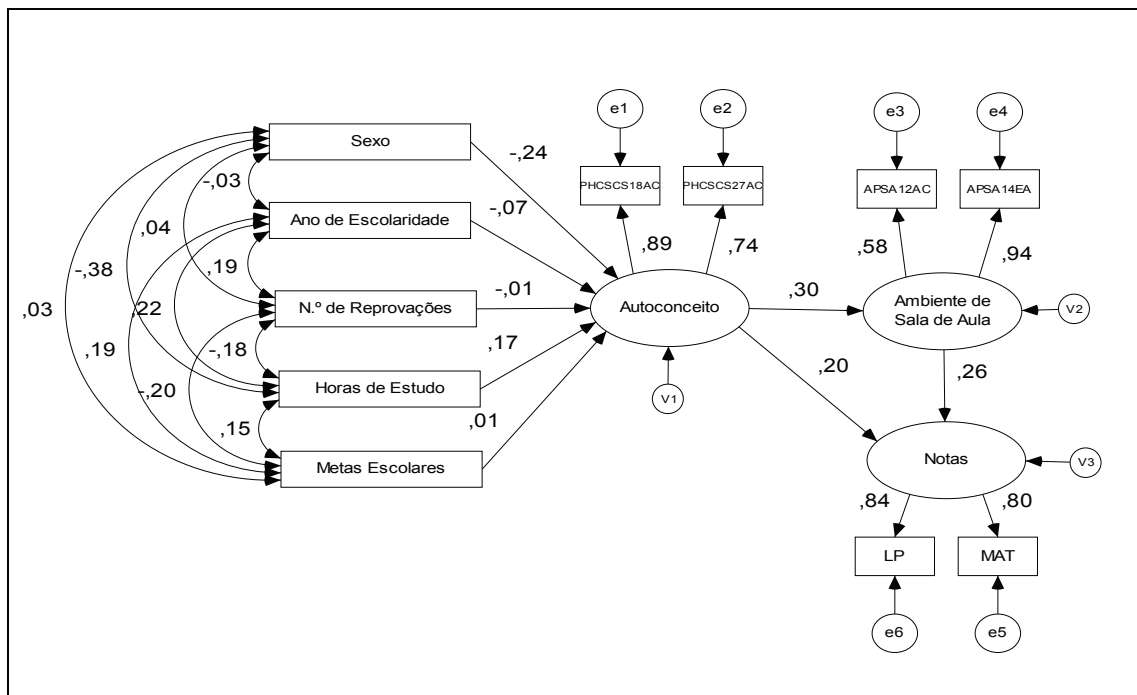 e1
e2
e3
e4
Sexo
-,24
PHCSCS18AC
PHCSCS27AC
APSA12AC
APSA14EA
-,03
-,07
,04
Ano de Escolaridade
,89
,74
,58
,94
-,38
,19
-,01
,03
,22
N.º de Reprovações
Autoconceito
,30
Ambiente de
Sala de Aula
V2
,19
-,18
,17
,20
,26
-,20
Horas de Estudo
,01
V1
,15
Metas Escolares
Notas
V3
,84
,80
LP
MAT
e6
e5